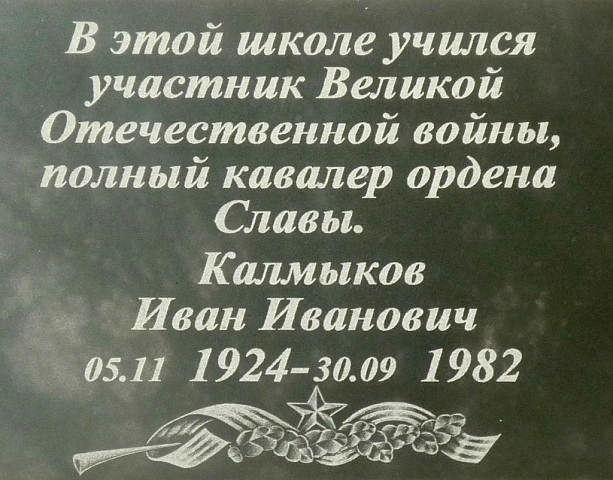 В этой школе учился
участник Великой
Отечественной войны,
полный кавалер ордена
Славы.
Калмыков
Иван Иванович
05.11 1924-30.09 1982